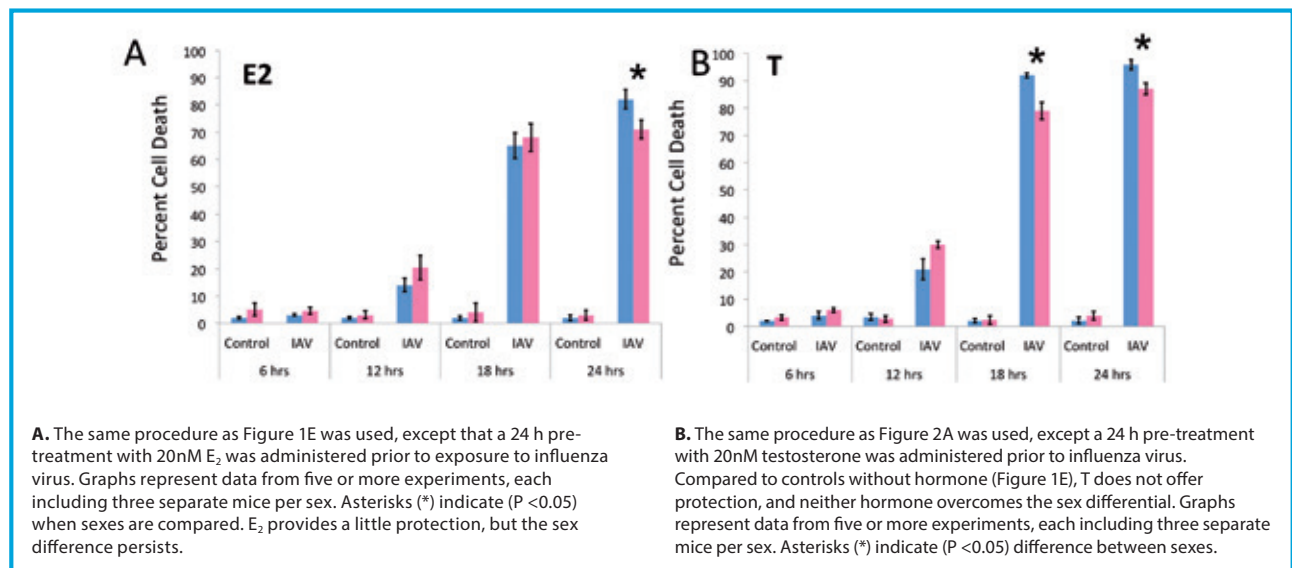 A
E2
*
Percent Cell Death
100
90
80
70
60
50
40
30
20
10
0
Control IAV Control IAV Control IAV Control IAV
6 hrs 12 hrs 18 hrs 24 hrs
B
T
*
*
Percent Cell Death
100
90
80
70
60
50
40
30
20
10
0
Control IAV Control IAV Control IAV Control IAV
6 hrs 12 hrs 18 hrs 24 hrs
A. The same procedure as Figure 1E was used, except that a 24 h pre-
treatment with 20nM E₂ was administered prior to exposure to influenza
virus. Graphs represent data from five or more experiments, each
including three separate mice per sex. Asterisks (*) indicate (P <0.05)
when sexes are compared. E₂ provides a little protection, but the sex
difference persists.
B. The same procedure as Figure 2A was used, except a 24 h pre-treatment
with 20nM testosterone was administered prior to influenza virus.
Compared to controls without hormone (Figure 1E), T does not offer
protection, and neither hormone overcomes the sex differential. Graphs
represent data from five or more experiments, each including three separate
mice per sex. Asterisks (*) indicate (P <0.05) difference between sexes.